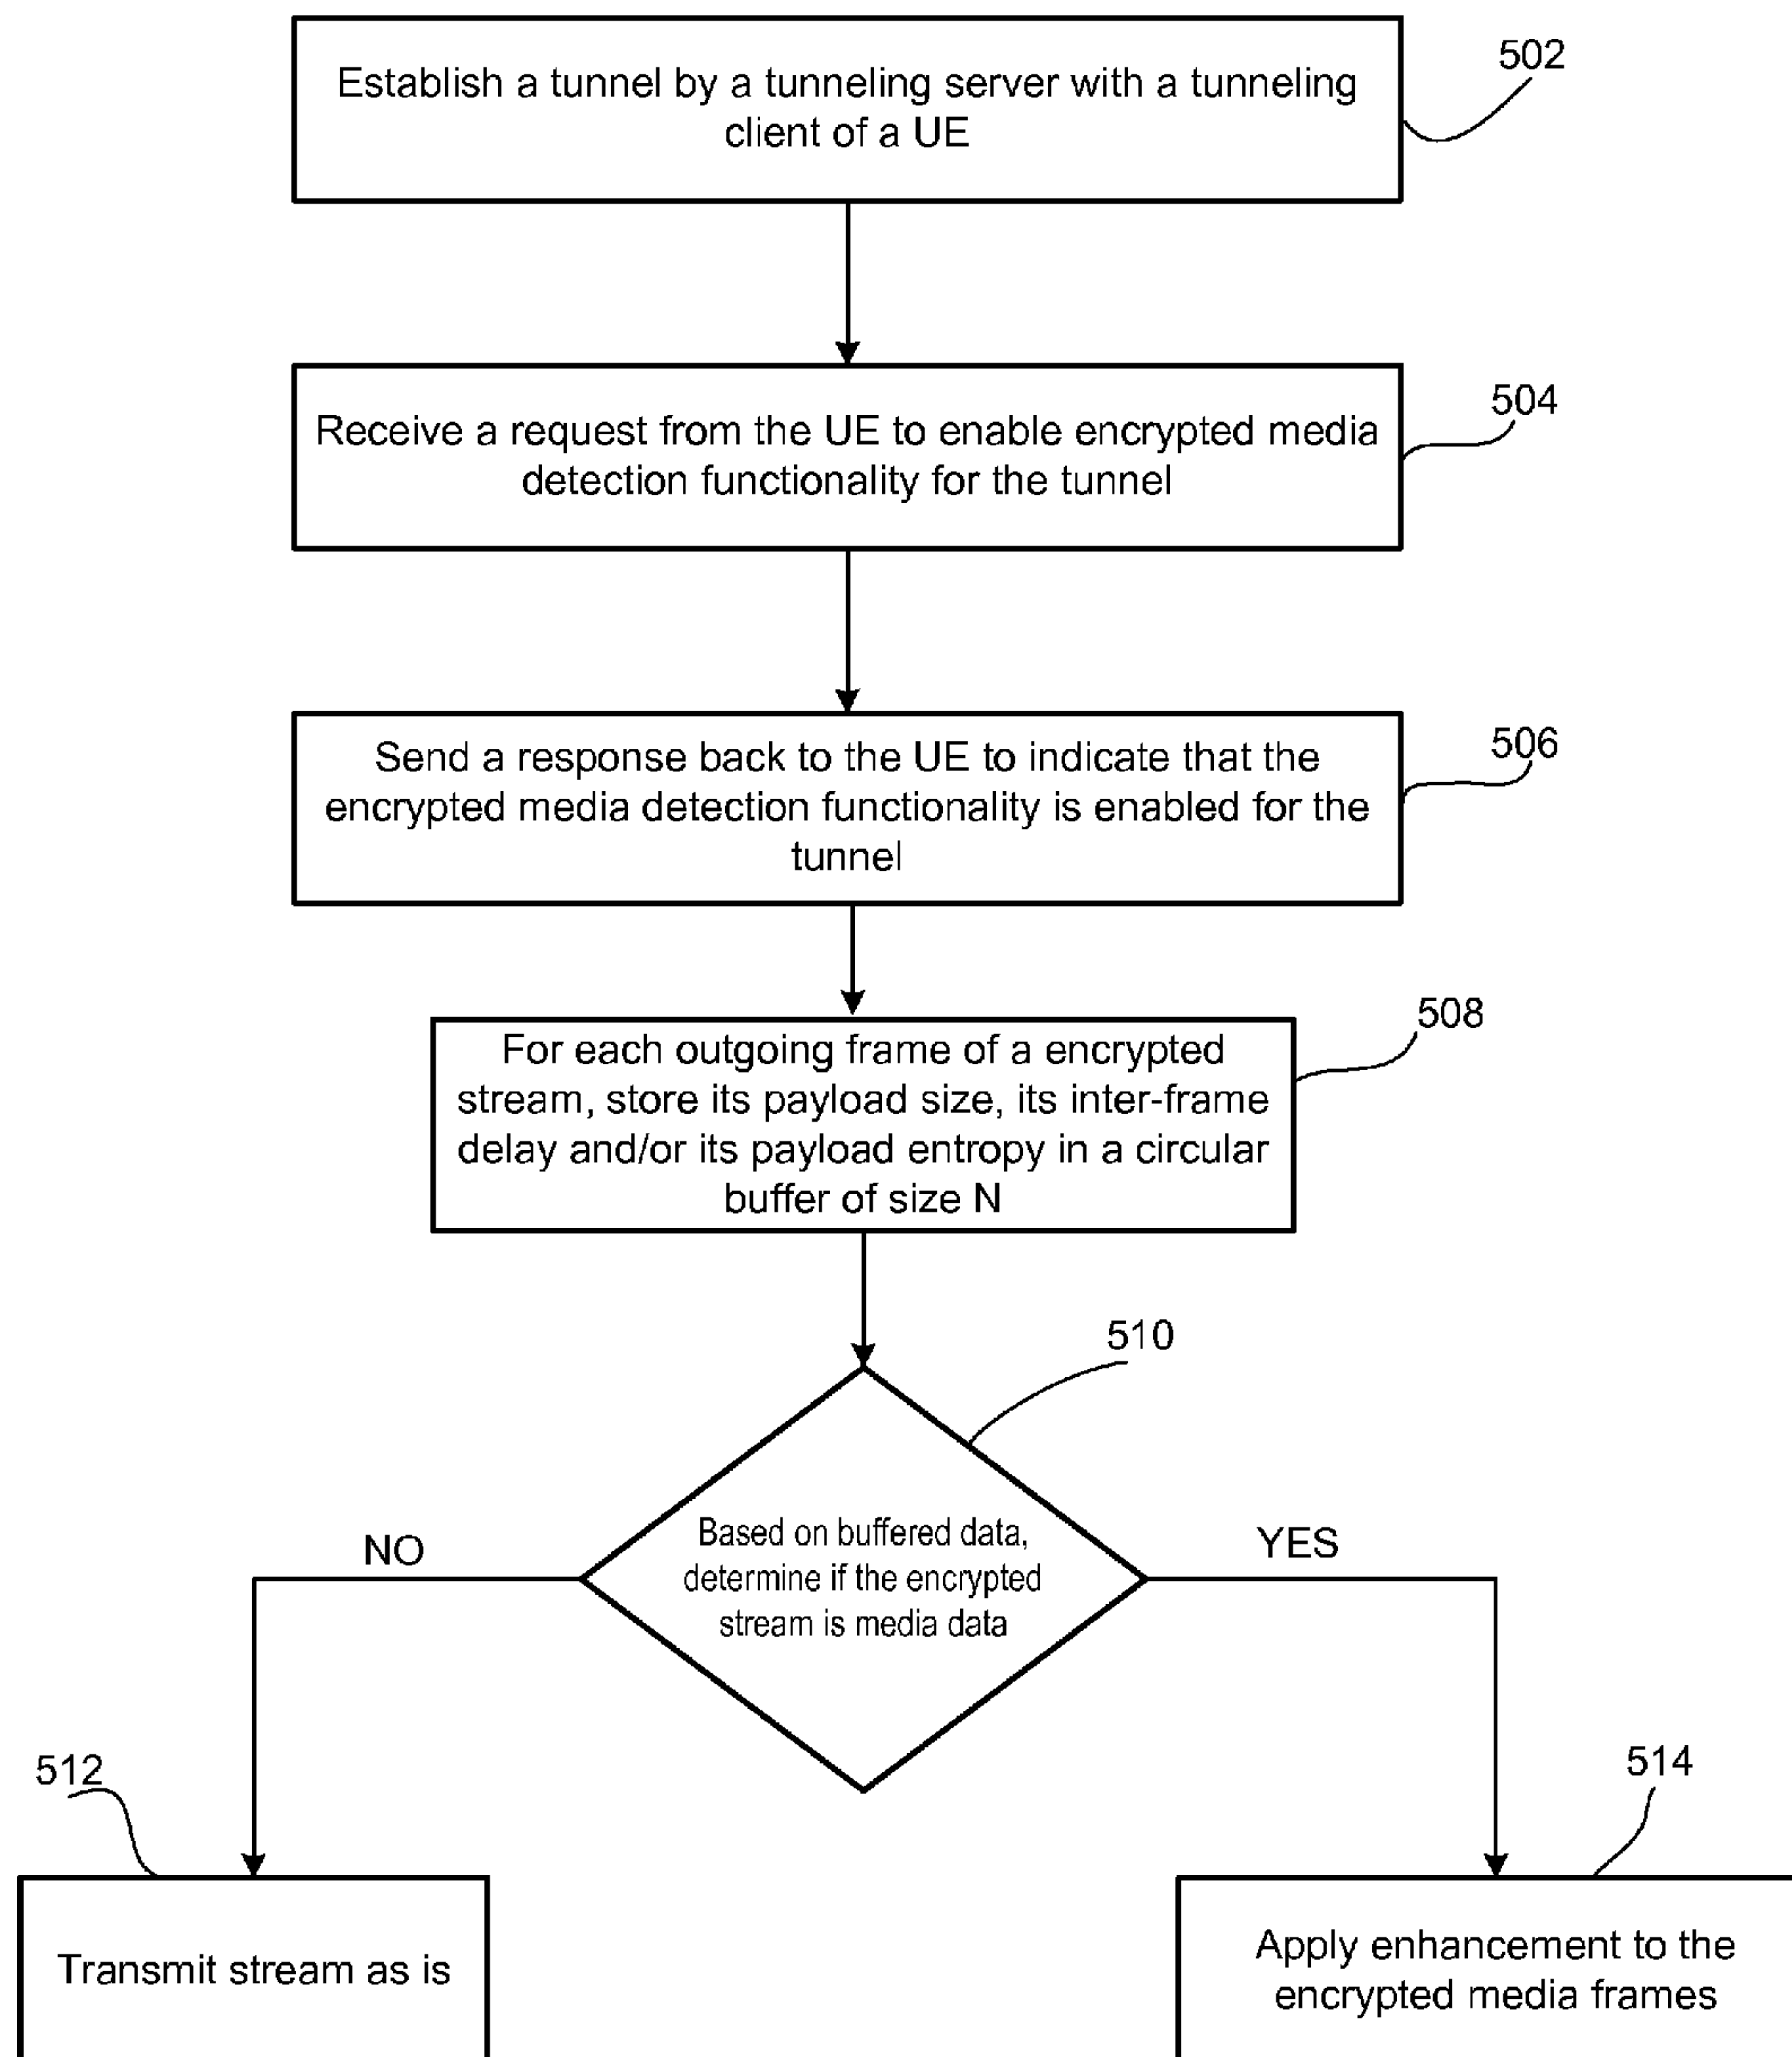 Establish a tunnel by a tunneling server with a tunneling
client of a UE
502
Receive a request from the UE to enable encrypted media
detection functionality for the tunnel
504
Send a response back to the UE to indicate that the
encrypted media detection functionality is enabled for the
tunnel
506
For each outgoing frame of a encrypted
stream, store its payload size, its inter-frame
delay and/or its payload entropy in a circular
buffer of size N
508
510
Based on buffered data,
determine if the encrypted
stream is media data
NO
YES
512
514
Transmit stream as is
Apply enhancement to the
encrypted media frames